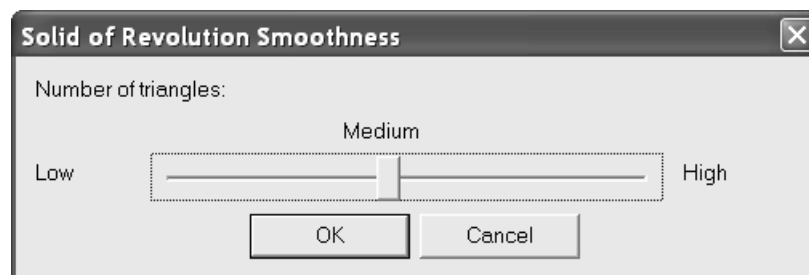 Solid of Revolution Smoothness
Number of triangles:
Medium
Low High
OK Cancel